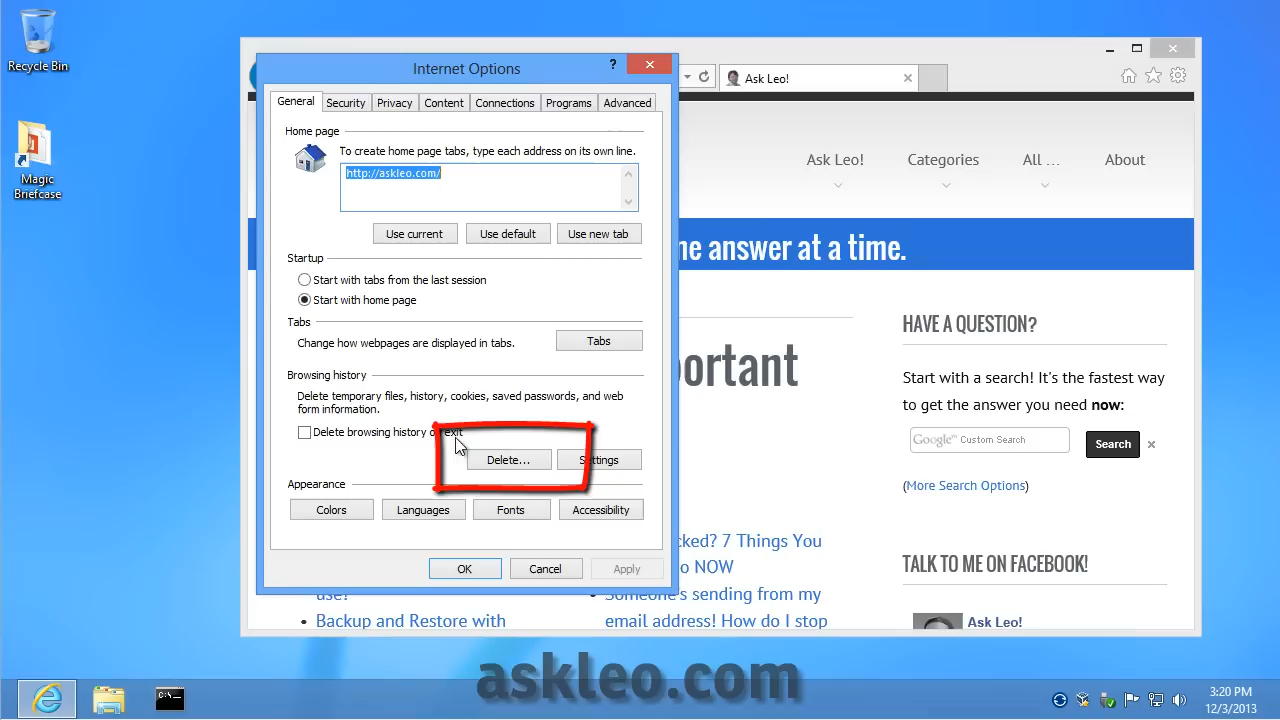 Recycle Bin
Magic
Briefcase
Internet Options
?
General
Security
Privacy
Content
Connections
Programs
Advanced
Home page
To create home page tabs, type each address on its own line.
http://askleo.com/
Use current
Use default
Use new tab
Startup
Start with tabs from the last session
Start with home page
Tabs
Change how webpages are displayed in tabs.
Tabs
Browsing history
Delete temporary files, history, cookies, saved passwords, and web
form information.
Delete browsing history on exit
Delete...
Settings
Appearance
Colors
Languages
Fonts
Accessibility
OK
Cancel
Apply
Ask Leo!
Ask Leo!
Categories
All ...
About
ne answer at a time.
portant
HAVE A QUESTION?
Start with a search! It's the fastest way
to get the answer you need now:
Google™ Custom Search
Search
(More Search Options)
cked? 7 Things You
o NOW
use?
Someone's sending from my
Backup and Restore with
email address! How do I stop
TALK TO ME ON FACEBOOK!
Ask Leo!
askleo.com
C:\_
3:20 PM
12/3/2013